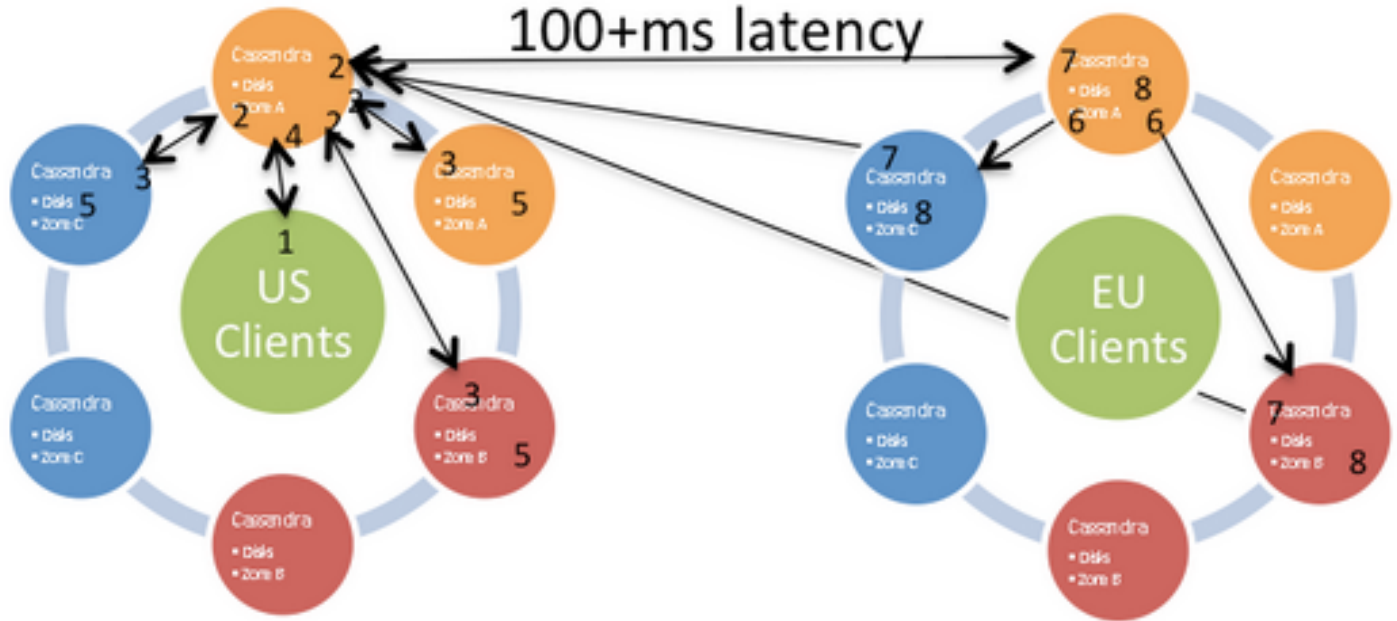 100+ms latency
Cassandra
• Disks
• Zone A
2
2
4
2
2
Cassandra
• Disks
• Zone C
3
5
Cassandra
• Disks
• Zone A
3
5
1
US
Clients
Cassandra
• Disks
• Zone C
Cassandra
• Disks
• Zone B
3
5
Cassandra
• Disks
• Zone B
Cassandra
• Disks
• Zone A
7
8
6
6
Cassandra
• Disks
• Zone C
7
8
Cassandra
• Disks
• Zone A
EU
Clients
Cassandra
• Disks
• Zone C
Cassandra
• Disks
• Zone B
7
8
Cassandra
• Disks
• Zone B